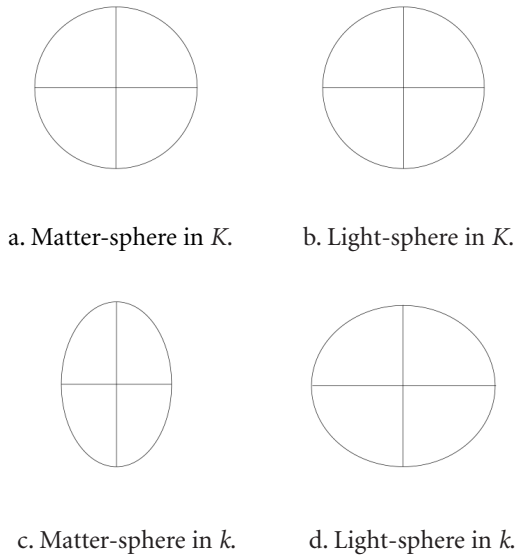 a. Matter-sphere in K.
b. Light-sphere in K.
c. Matter-sphere in k.
d. Light-sphere in k.